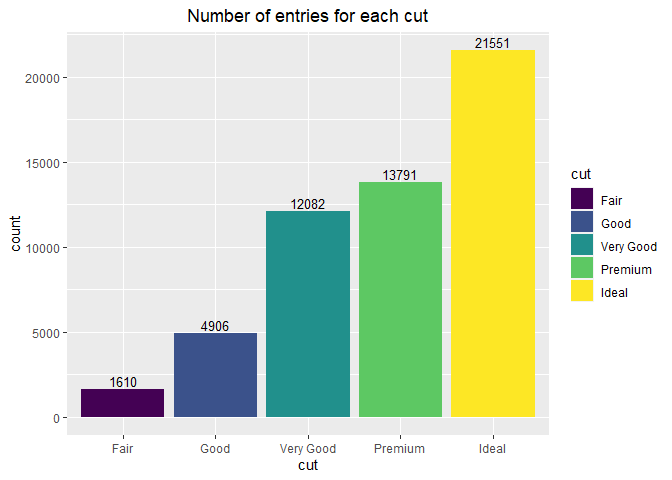 Number of entries for each cut
21551
20000
15000
13791
12082
count
10000
5000
4906
1610
0
Fair
Good
Very Good
Premium
Ideal
cut
cut
Fair
Good
Very Good
Premium
Ideal